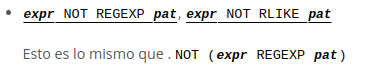 • expr NOT REGEXP pat, expr NOT RLIKE pat
Esto es lo mismo que . NOT (expr REGEXP pat)